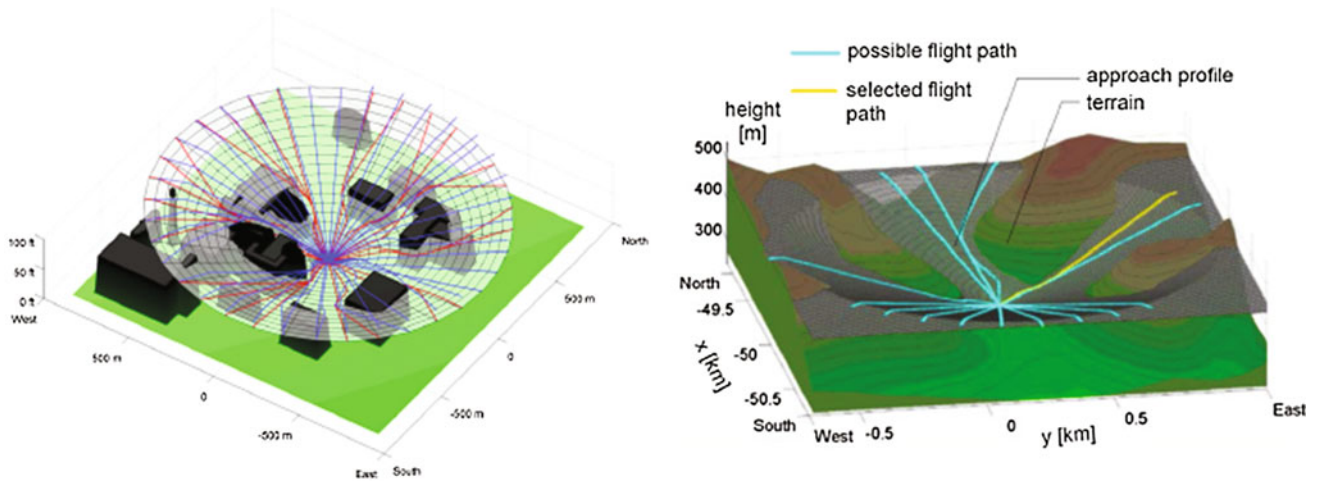 100 ft
50 ft
0 ft
West
500 m
0
-500 m
East
South
-500 m
0
500 m
North
possible flight path
selected flight
path
approach profile
terrain
height
[m]
500
400
300
North
-49.5
-50
-50.5
x [km]
South
West
-0.5
0
0.5
y [km]
East